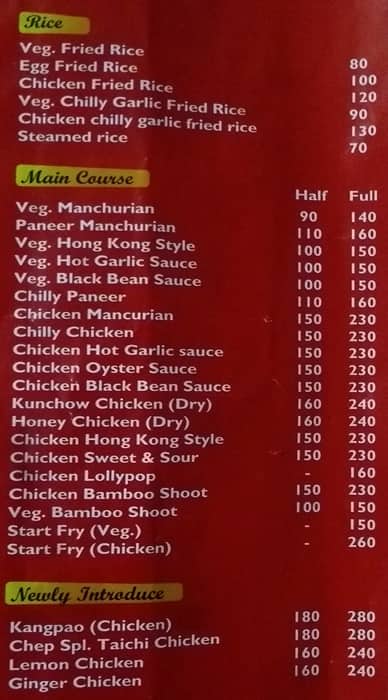 Rice
Veg. Fried Rice 80
Egg Fried Rice 100
Chicken Fried Rice 120
Veg. Chilly Garlic Fried Rice 90
Chicken chilly garlic fried rice 130
Steamed rice 70
Main Course Half Full
Veg. Manchurian 90 140
Paneer Manchurian 110 160
Veg. Hong Kong Style 100 150
Veg. Hot Garlic Sauce 100 150
Veg. Black Bean Sauce 100 150
Chilly Paneer 110 160
Chicken Mancurian 150 230
Chilly Chicken 150 230
Chicken Hot Garlic sauce 150 230
Chicken Oyster Sauce 150 230
Chicken Black Bean Sauce 150 230
Kunchow Chicken (Dry) 160 240
Honey Chicken (Dry) 160 240
Chicken Hong Kong Style 150 230
Chicken Sweet & Sour 150 230
Chicken Lollypop - 160
Chicken Bamboo Shoot 150 230
Veg. Bamboo Shoot 100 150
Start Fry (Veg.) - 150
Start Fry (Chicken) - 260
Newly Introduce
Kangpao (Chicken) 180 280
Chep Spl. Taichi Chicken 180 280
Lemon Chicken 160 240
Ginger Chicken 160 240